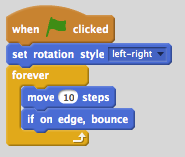 when clicked
set rotation style left-right
forever
move 10 steps
if on edge, bounce